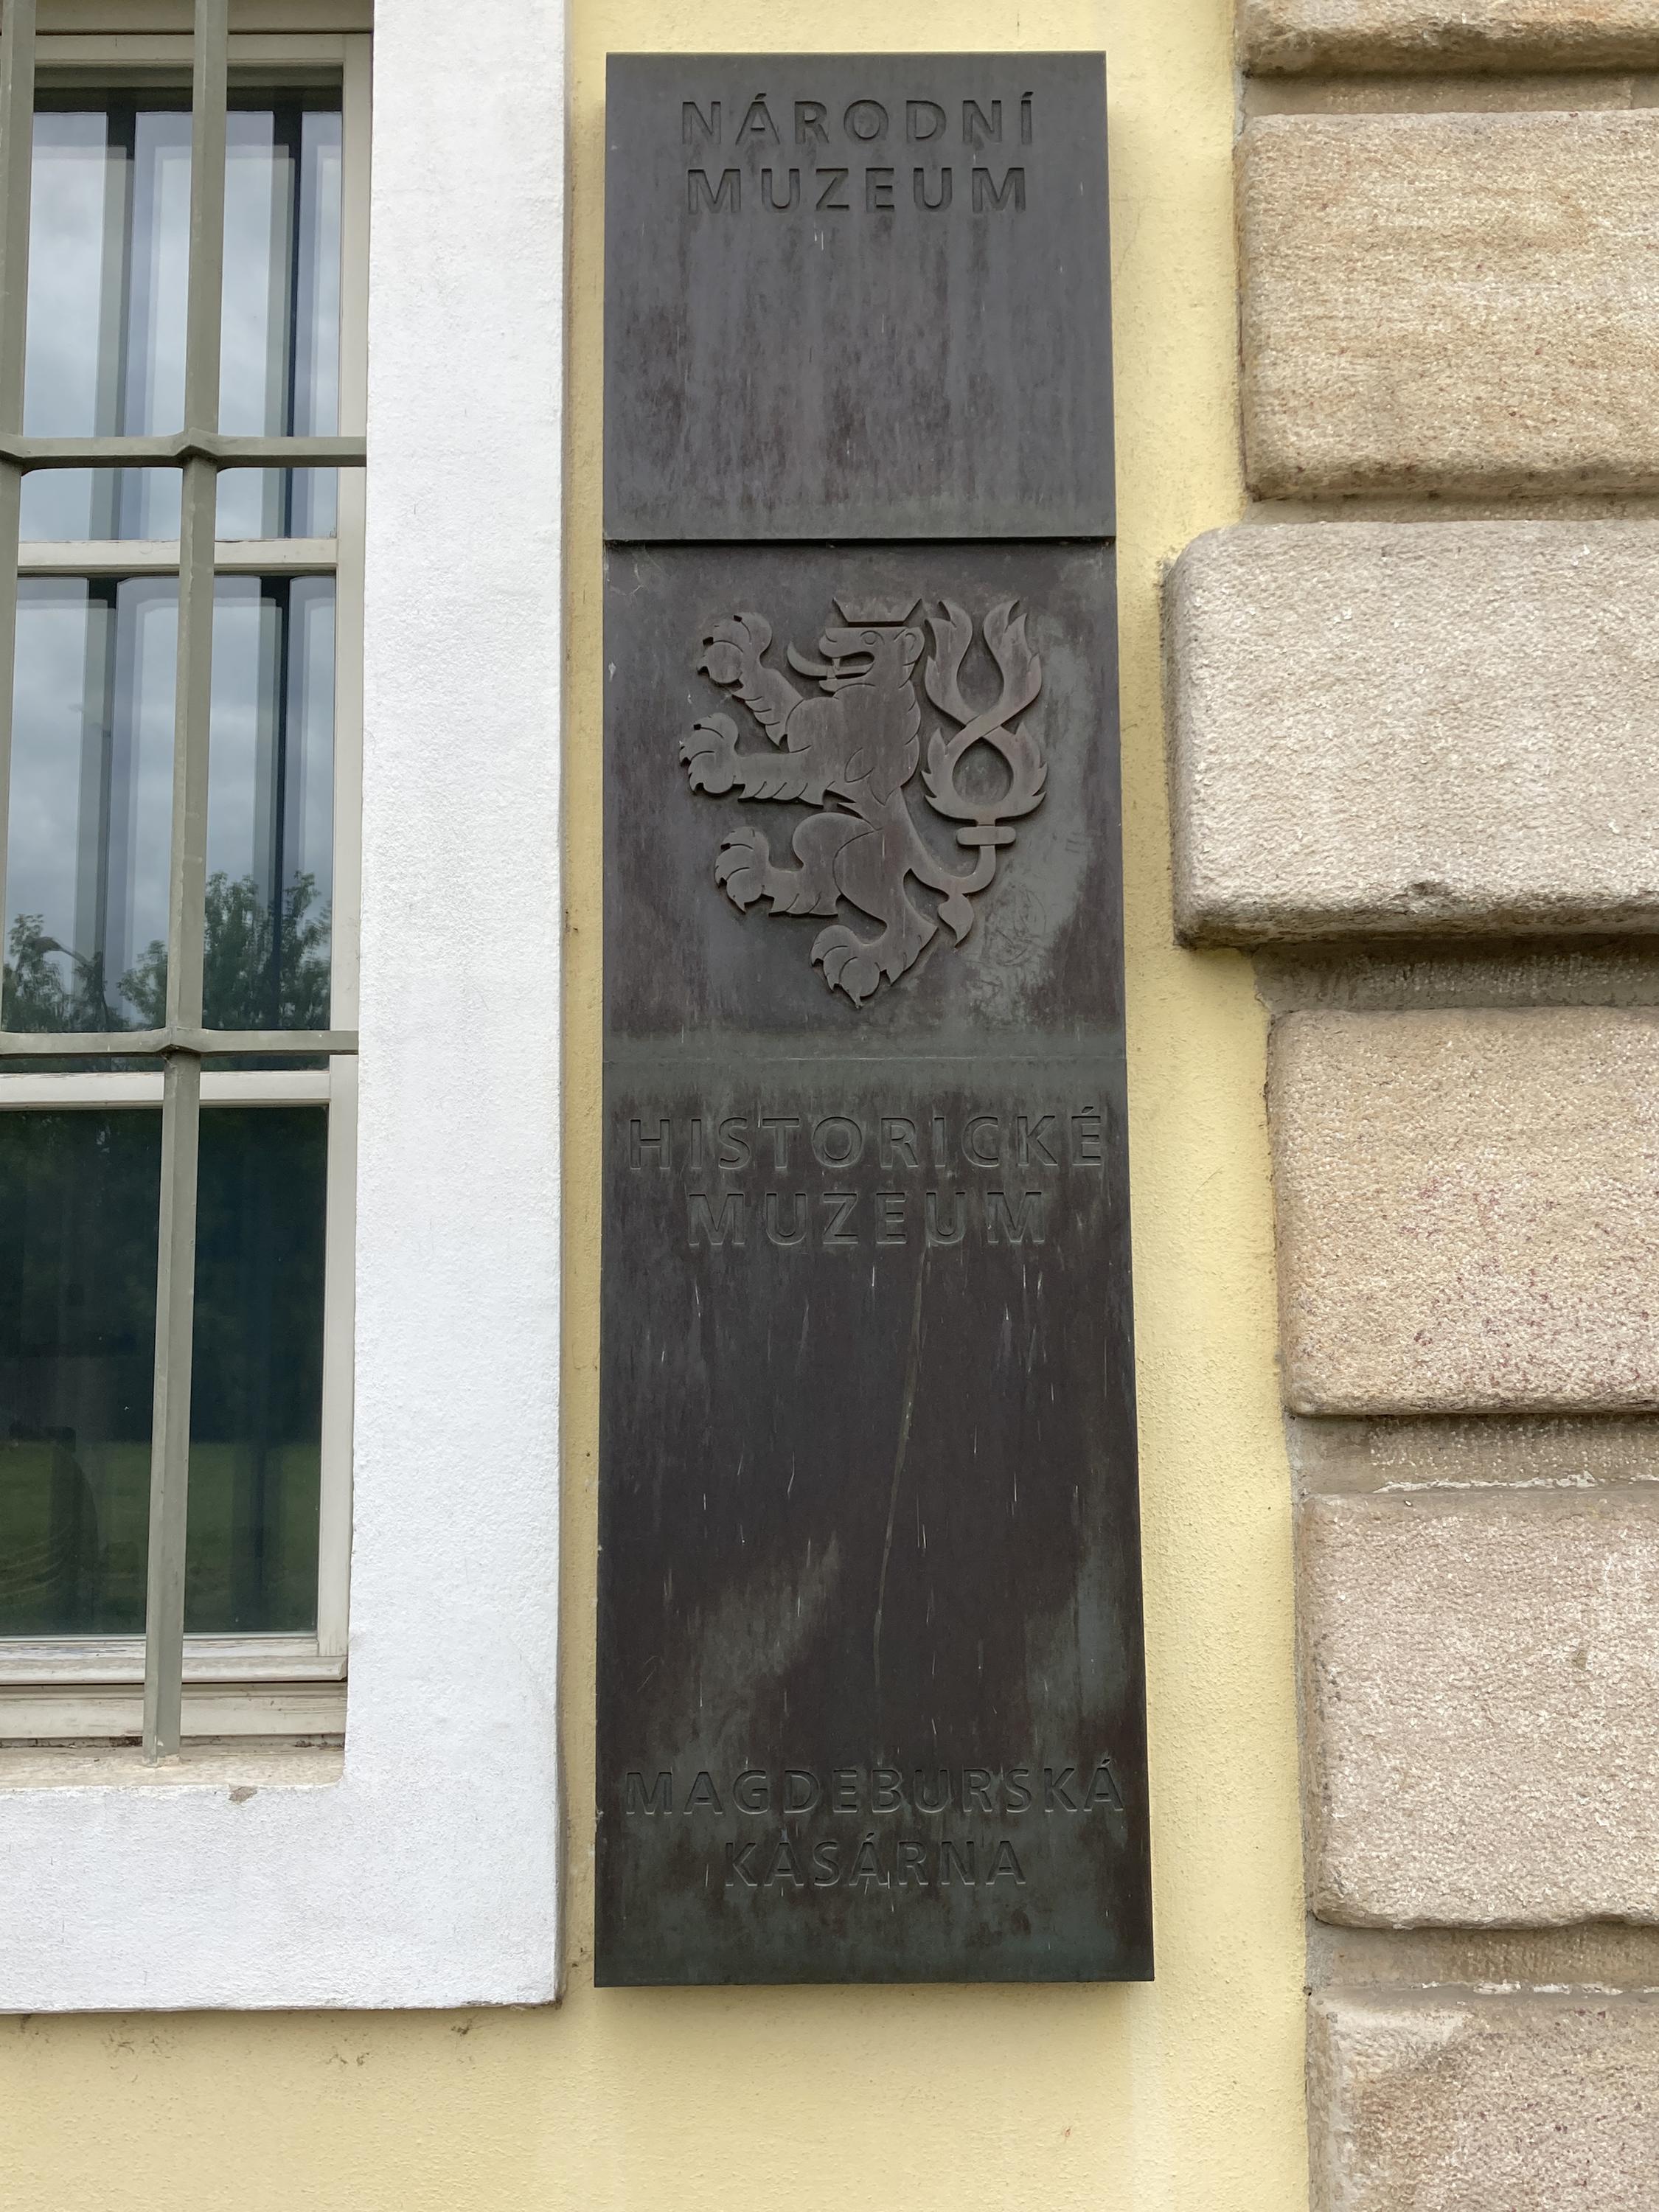 NÁRODNÍ
MUZEUM
HISTORICKÉ
MUZEUM
MAGDEBURSKÁ
KASÁRNA